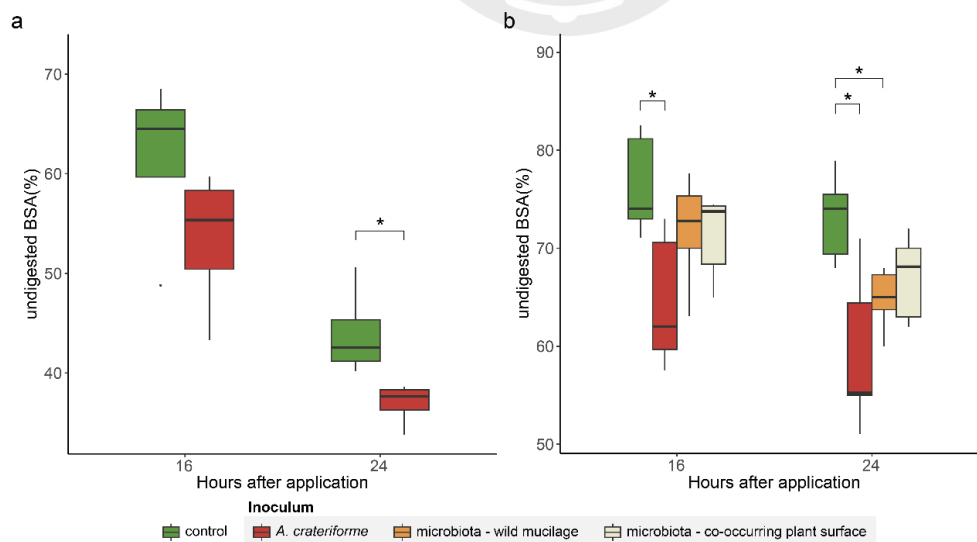 a
b
undigested BSA(%)
70
60
50
40
*
16
24
Hours after application
undigested BSA(%)
90
80
70
60
50
*
*
*
16
24
Hours after application
Inoculum
control
A. crateriforme
microbiota - wild mucilage
microbiota - co-occurring plant surface